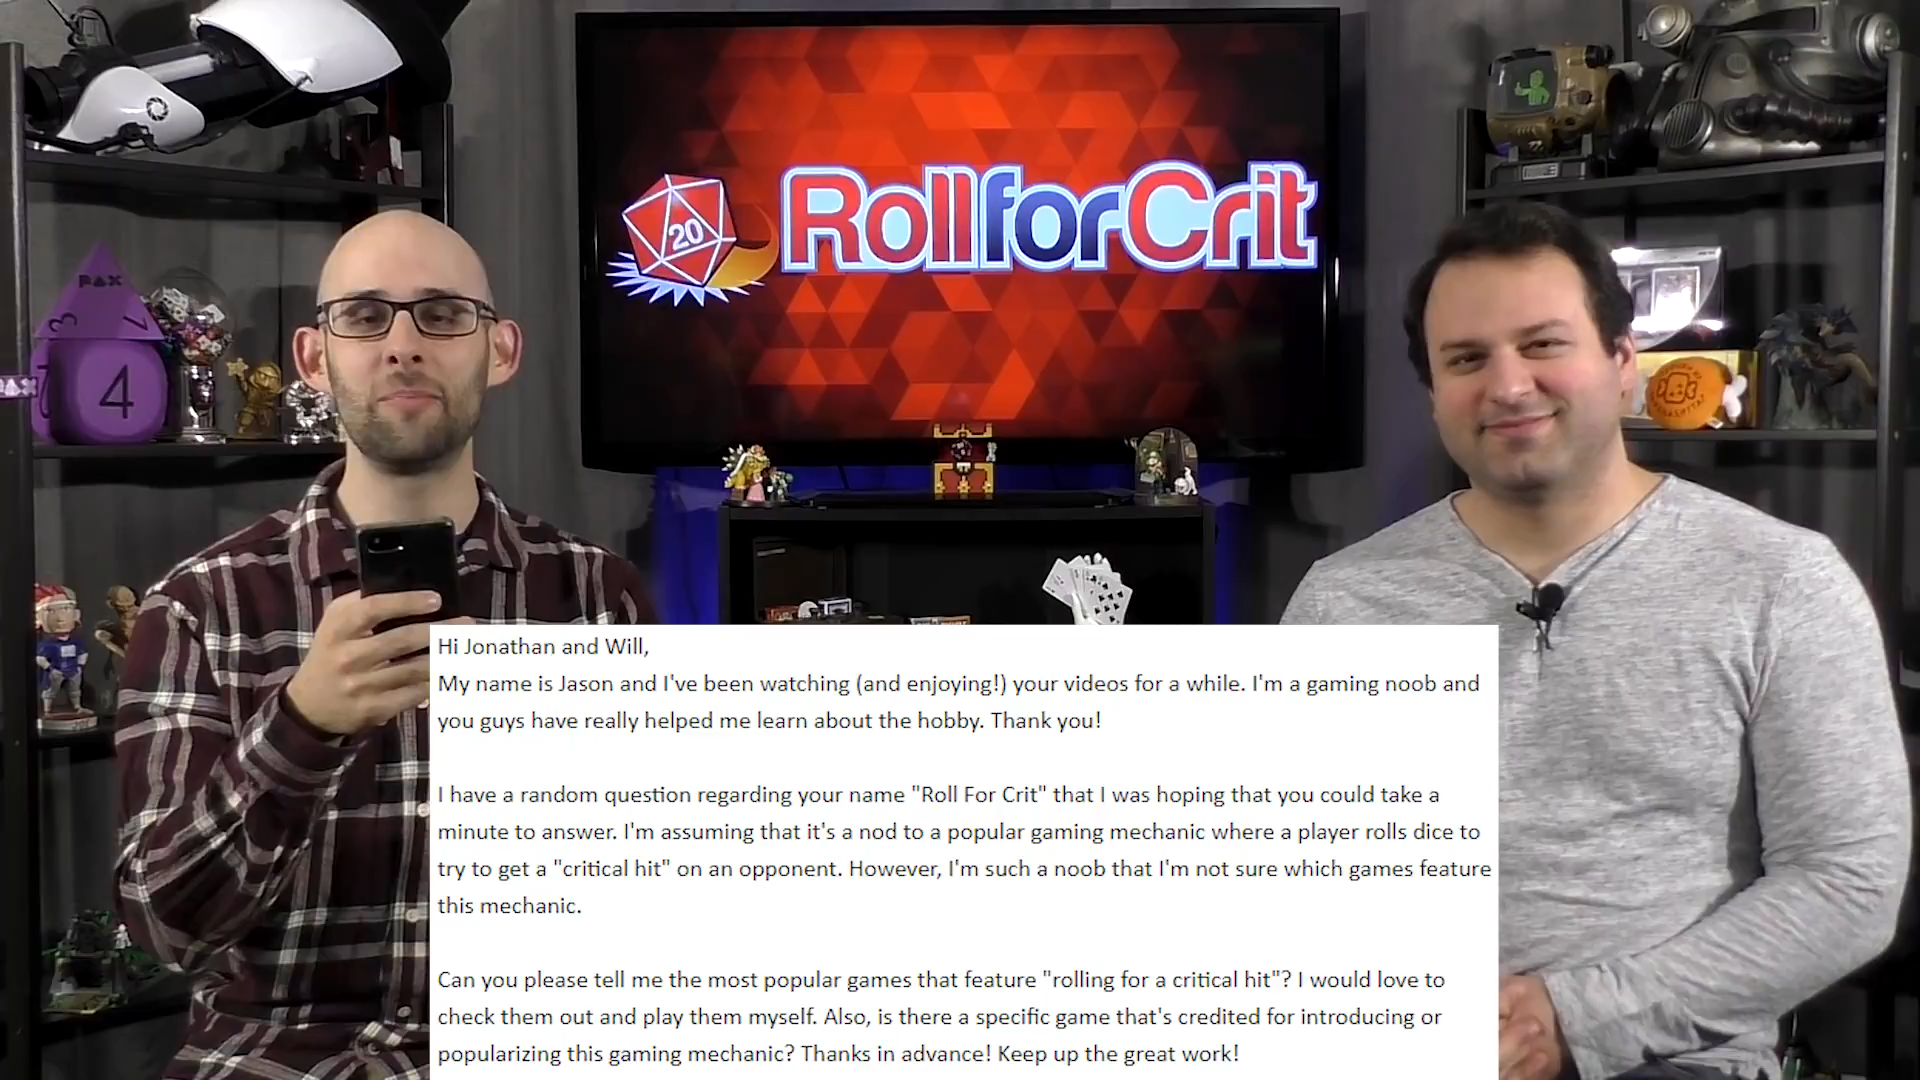 PAX
3
4
PAX
20
RollforCrit
Hi Jonathan and Will,
My name is Jason and I've been watching (and enjoying!) your videos for a while. I'm a gaming noob and
you guys have really helped me learn about the hobby. Thank you!
I have a random question regarding your name "Roll For Crit" that I was hoping that you could take a
minute to answer. I'm assuming that it's a nod to a popular gaming mechanic where a player rolls dice to
try to get a "critical hit" on an opponent. However, I'm such a noob that I'm not sure which games feature
this mechanic.
Can you please tell me the most popular games that feature "rolling for a critical hit"? I would love to
check them out and play them myself. Also, is there a specific game that's credited for introducing or
popularizing this gaming mechanic? Thanks in advance! Keep up the great work!